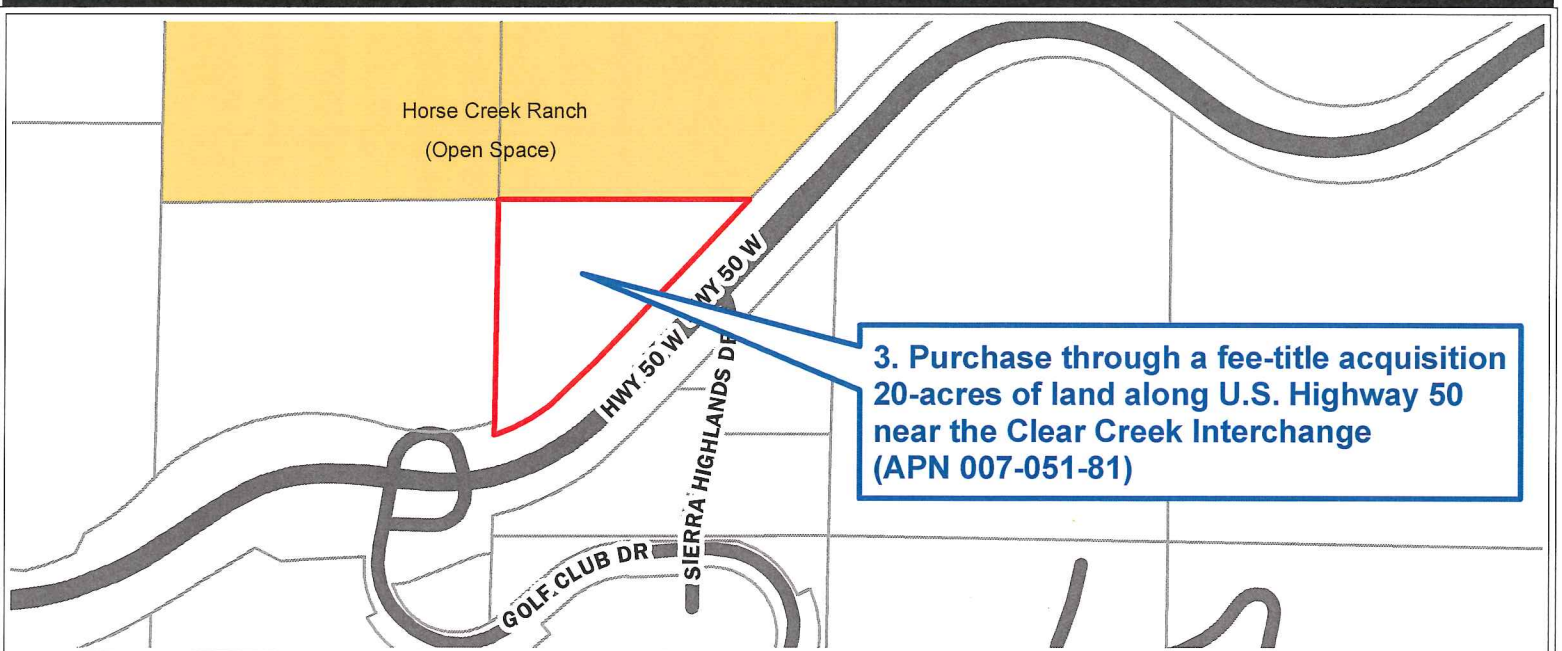 Horse Creek Ranch
(Open Space)
HWY 50 W
WY 50 W
3. Purchase through a fee-title acquisition
20-acres of land along U.S. Highway 50
near the Clear Creek Interchange
(APN 007-051-81)
SIERRA HIGHLANDS DR
GOLF CLUB DR